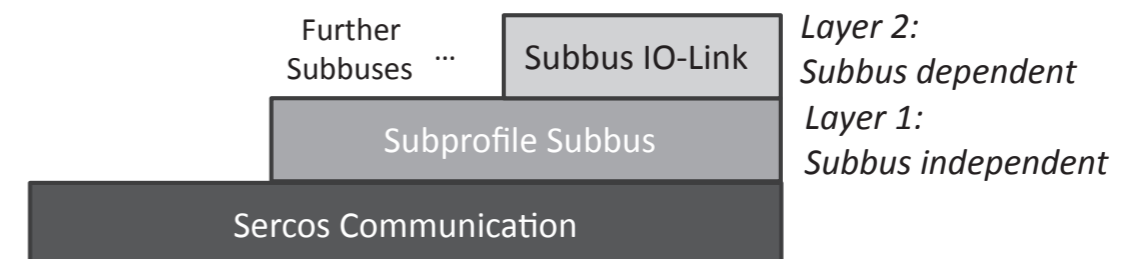 Further
Subbuses ...
Subbus IO-Link
Layer 2:
Subbus dependent
Subprofile Subbus
Layer 1:
Subbus independent
Sercos Communication